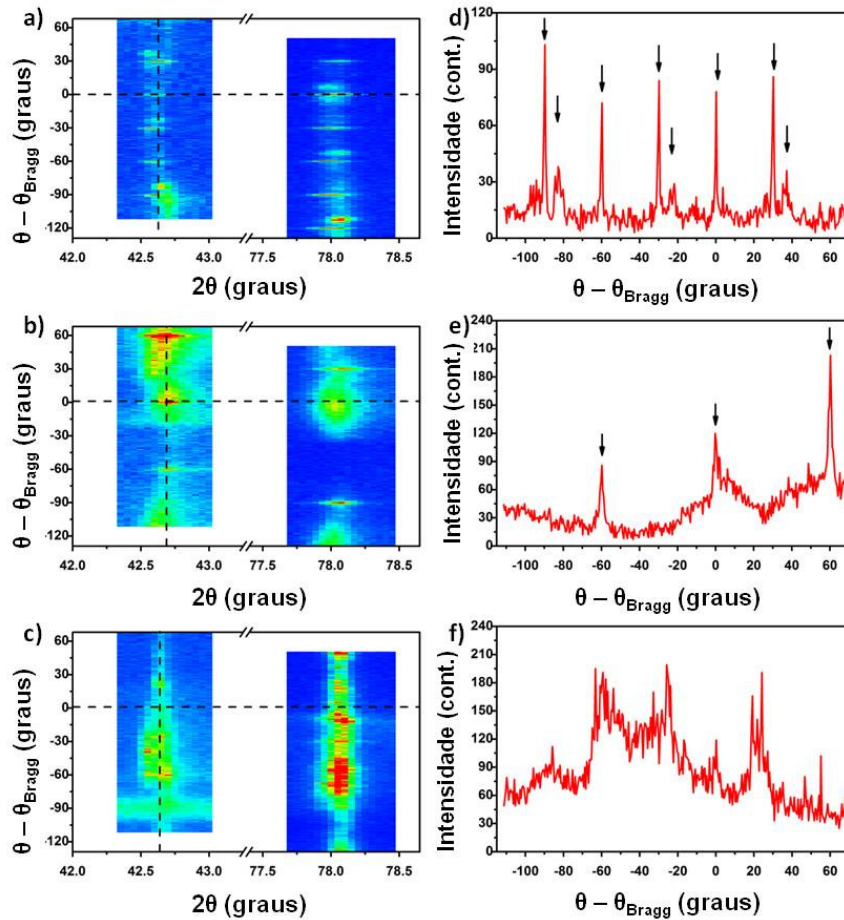 a)
60
30
0
-30
-60
-90
-120
θ – θBragg (graus)
42.0 42.5 43.0 77.5 78.0 78.5
2θ (graus)
d)
120
90
60
30
0
Intensidade (cont.)
-100 -80 -60 -40 -20 0 20 40 60
θ – θBragg (graus)
b)
60
30
0
-30
-60
-90
-120
θ – θBragg (graus)
42.0 42.5 43.0 77.5 78.0 78.5
2θ (graus)
e)
240
210
180
150
120
90
60
30
0
Intensidade (cont.)
-100 -80 -60 -40 -20 0 20 40 60
θ – θBragg (graus)
c)
60
30
0
-30
-60
-90
-120
θ – θBragg (graus)
42.0 42.5 43.0 77.5 78.0 78.5
2θ (graus)
f)
240
210
180
150
120
90
60
30
0
Intensidade (cont.)
-100 -80 -60 -40 -20 0 20 40 60
θ – θBragg (graus)